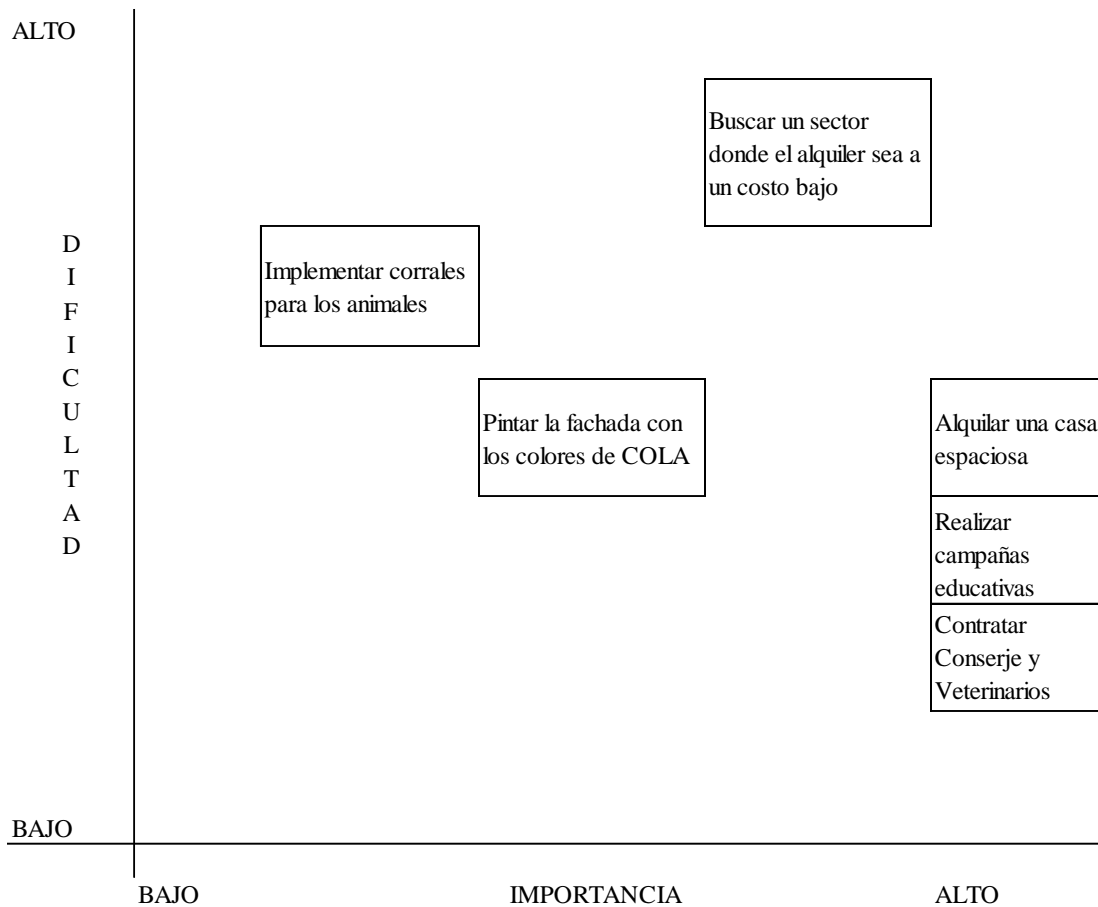 ALTO
Buscar un sector
donde el alquiler sea a
un costo bajo
D
I
F
I
C
U
L
T
A
D
Implementar corrales
para los animales
Pintar la fachada con
los colores de COLA
Alquilar una casa
espaciosa
Realizar
campañas
educativas
Contratar
Conserje y
Veterinarios
BAJO
BAJO IMPORTANCIA ALTO